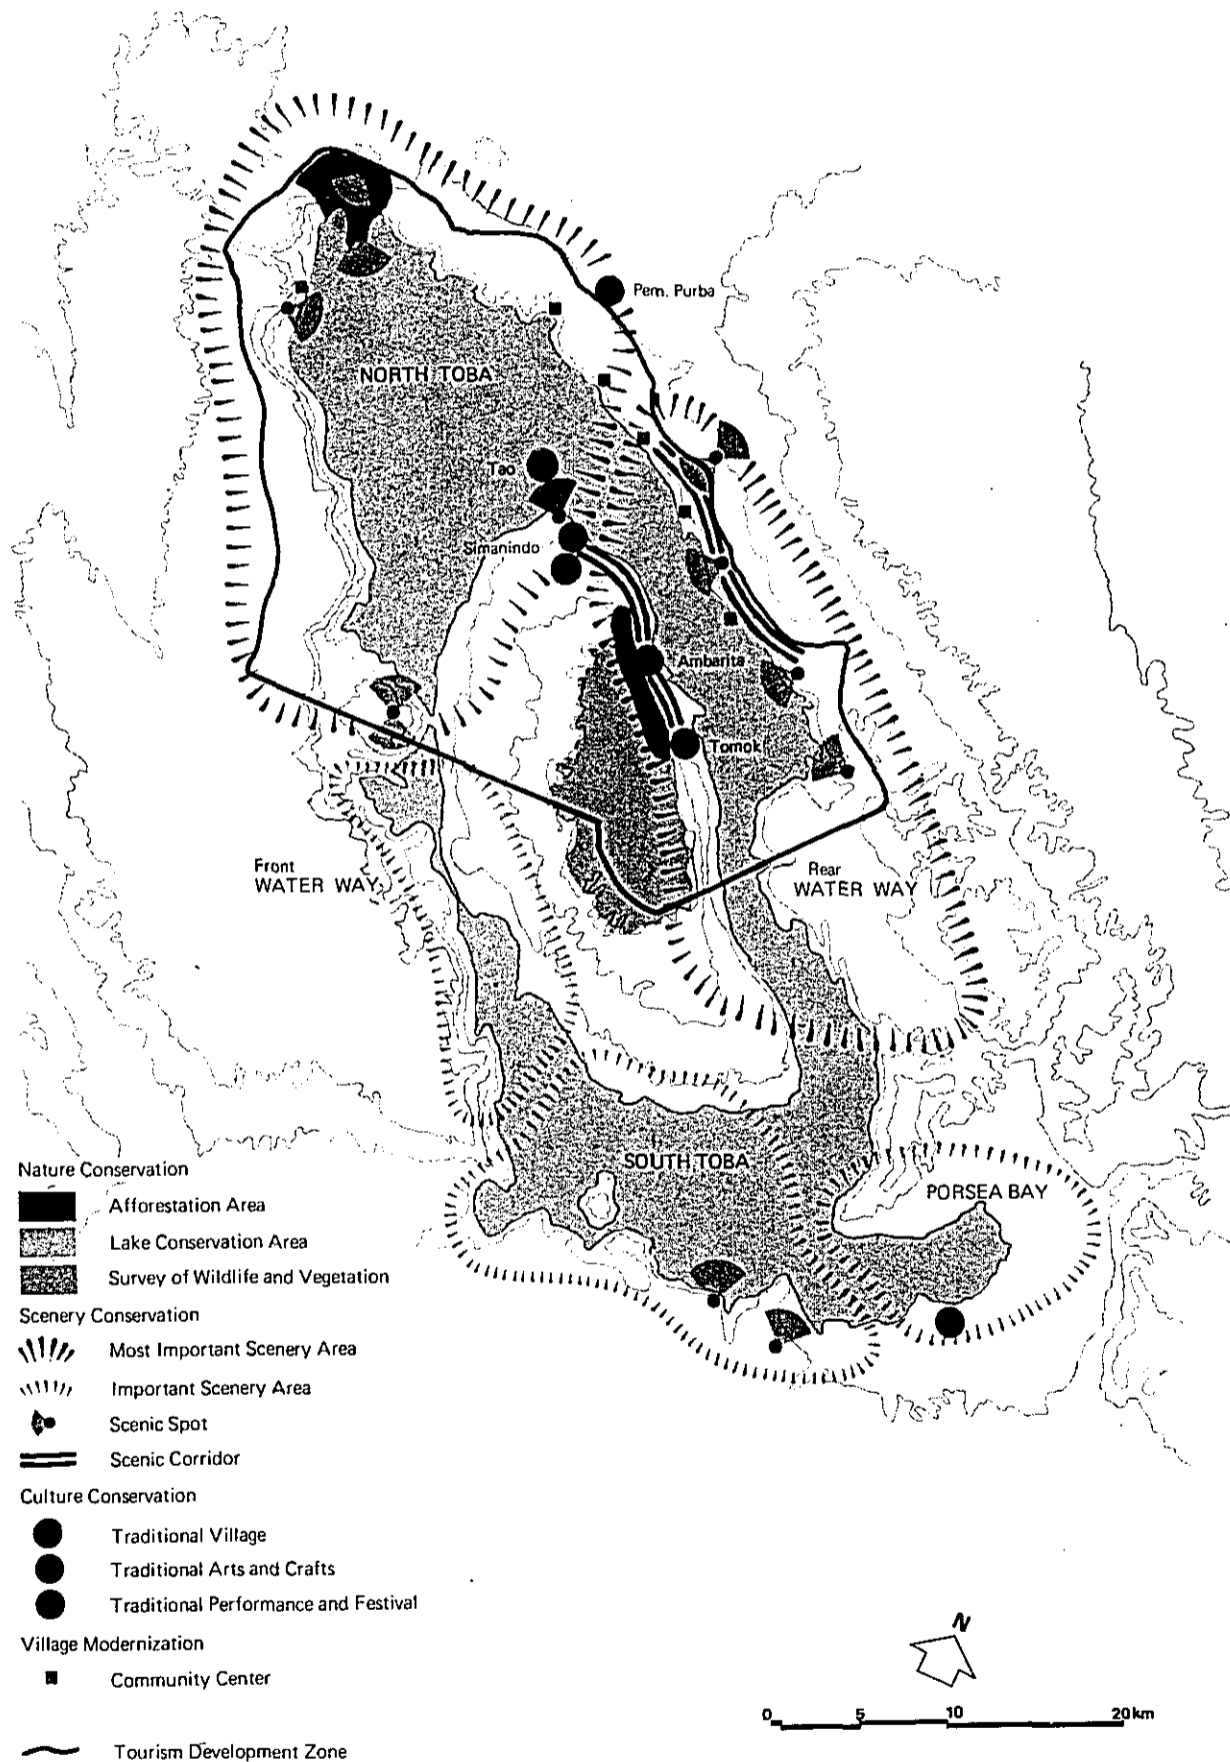 Pem. Purba
NORTH TOBA
Tao
Simanindo
Ambarita
Tomok
Front
WATER WAY
Rear
WATER WAY
SOUTH TOBA
PORSEA BAY
Nature Conservation
Afforestation Area
Lake Conservation Area
Survey of Wildlife and Vegetation
Scenery Conservation
Most Important Scenery Area
Important Scenery Area
Scenic Spot
Scenic Corridor
Culture Conservation
Traditional Village
Traditional Arts and Crafts
Traditional Performance and Festival
Village Modernization
Community Center
Tourism Development Zone
N
0 5 10 20km